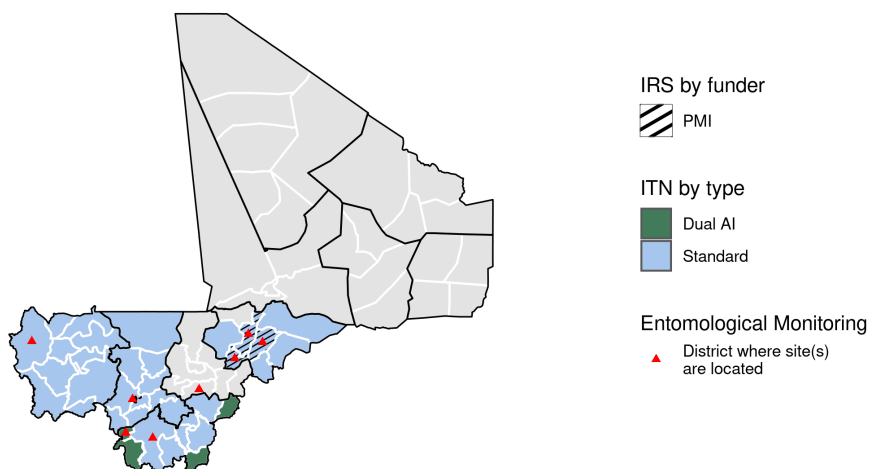 IRS by funder
PMI
ITN by type
Dual AI
Standard
Entomological Monitoring
District where site(s)
are located